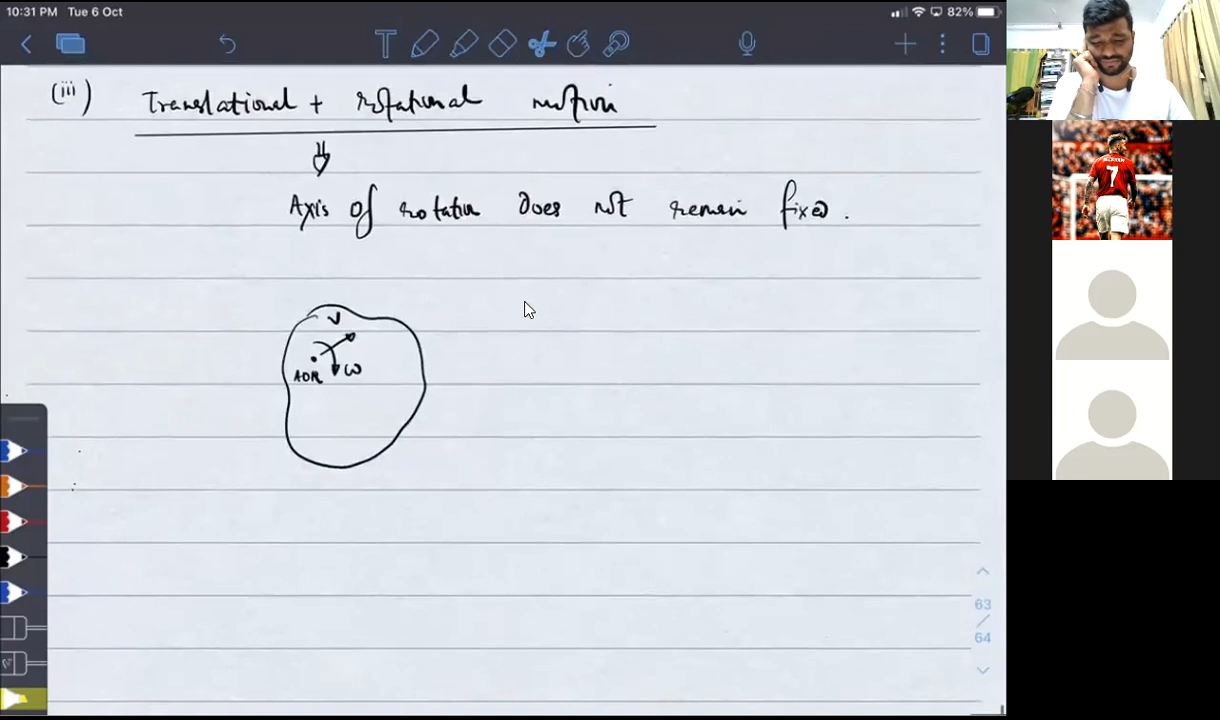 10:31 PM Tue 6 Oct
82%
(iii) Translational + rotational motion
Axis of rotation does not remain fixed.
v
AOR ω
7
63
/
64